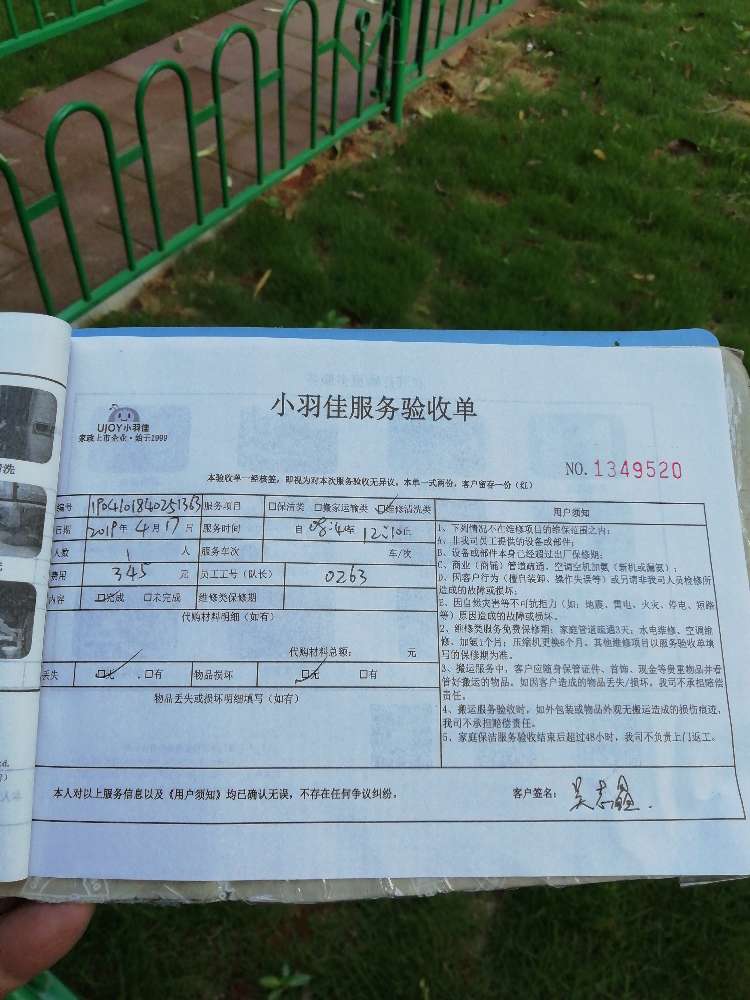 小羽佳服务验收单
UJOY小羽佳
家政上市企业·始于1999
本验收单一经核签，即视为对本次服务验收无异议，本单一式两份，客户留存一份（红）
NO.1349520
清洗
编号 服务项目 □保洁类 □搬家运输类 □维修清洗类
日期 2019年4月17日 服务时间 自 时 至 12:10止
人数 1 人 服务车次 车/次
费用 345 元 员工工号（队长） 0263
内容 □完成 □未完成 维修类保修期
代购材料明细（如有）
代购材料总额： 元
丢失 □无 □有 物品损坏 □无 □有
物品丢失或损坏明细填写（如有）
用户须知
1、下列情况不在维修项目的维保范围之内：
A、非我司员工提供的设备或部件；
B、设备或部件本身已经超过出厂保修期；
C、商业（商铺）管道疏通、空调空机加氨（新机或漏氨）；
D、因客户行为（擅自装卸、操作失误等）或另请非我司人员检修所
造成的故障或损坏；
E、因自然灾害等不可抗拒力（如：地震、雷电、火灾、停电、短路
等）原因造成的故障或损坏。
2、维修类服务免费保修期：家庭管道疏通3天；水电维修、空调维
修、加氨1个月；压缩机更换6个月。其他维修项目以服务验收单填
写的保修期为准。
3、搬运服务中，客户应随身保管证件、首饰、现金等贵重物品并看
管好搬运的物品。如因客户造成的物品丢失/损坏，我司不承担赔偿
责任。
4、搬运服务验收时，如外包装或物品外观无搬运造成的损伤痕迹，
我司不承担赔偿责任。
5、家庭保洁服务验收结束后超过48小时，我司不负责上门返工。
本人对以上服务信息以及《用户须知》均已确认无误，不存在任何争议纠纷。
客户签名： 吴志鑫